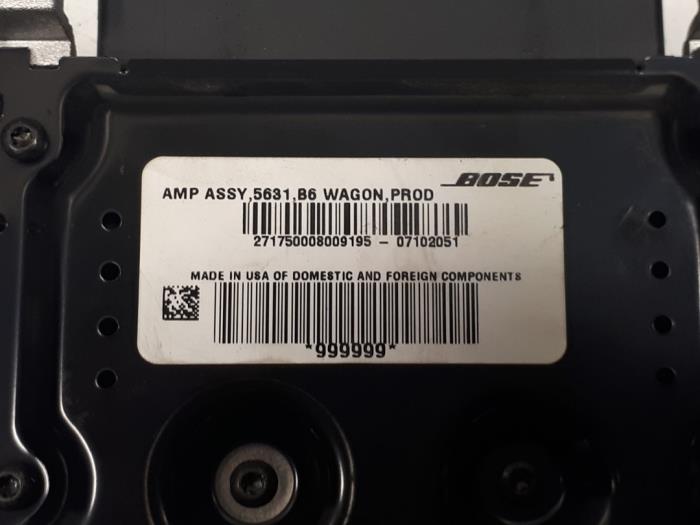 BOSE
AMP ASSY,5631,B6 WAGON,PROD
271750008009195 - 07102051
MADE IN USA OF DOMESTIC AND FOREIGN COMPONENTS
*999999*